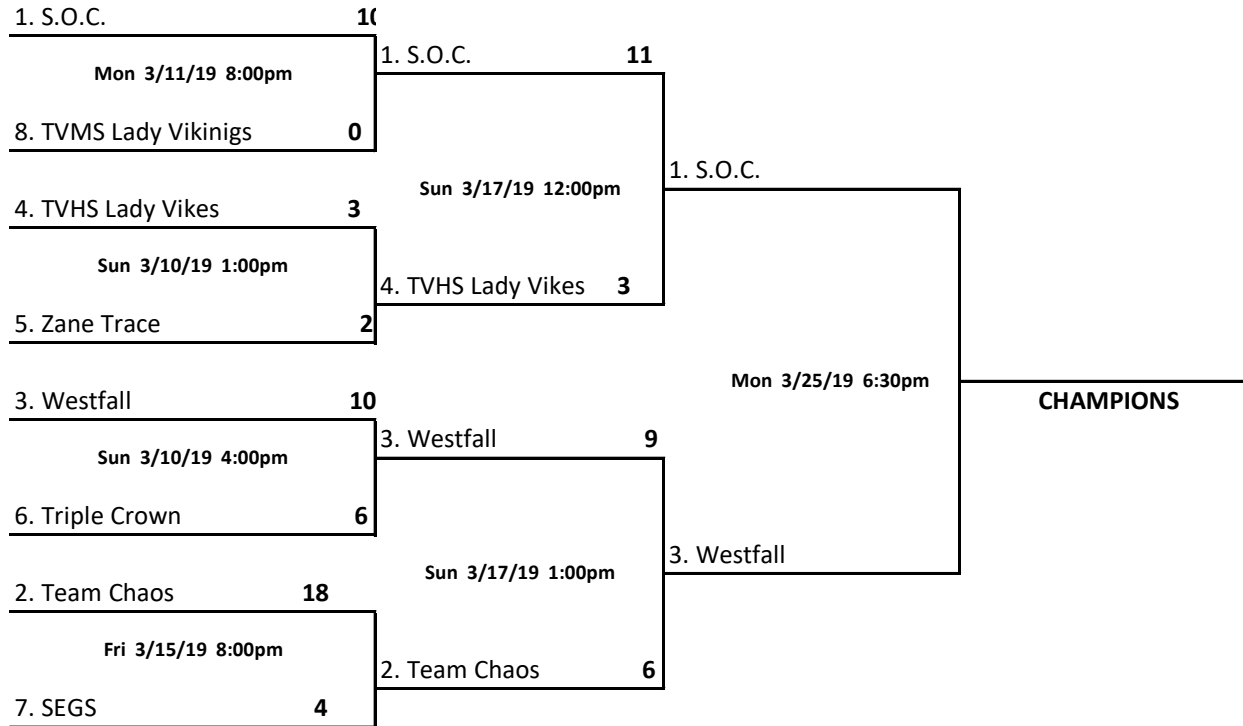 1. S.O.C. 10
Mon 3/11/19 8:00pm
8. TVMS Lady Vikinigs 0
4. TVHS Lady Vikes 3
Sun 3/10/19 1:00pm
5. Zane Trace 2
3. Westfall 10
Sun 3/10/19 4:00pm
6. Triple Crown 6
2. Team Chaos 18
Fri 3/15/19 8:00pm
7. SEGS 4
1. S.O.C. 11
Sun 3/17/19 12:00pm
4. TVHS Lady Vikes 3
3. Westfall 9
Sun 3/17/19 1:00pm
2. Team Chaos 6
1. S.O.C.
Mon 3/25/19 6:30pm
3. Westfall
CHAMPIONS